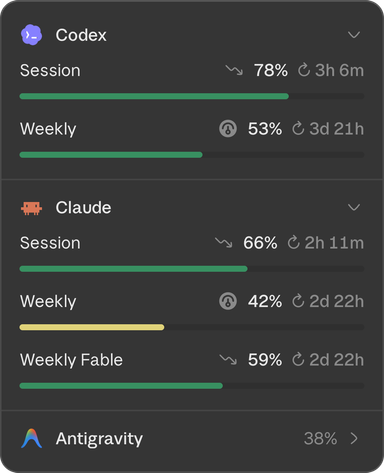 Codex
Session 78% 3h 6m
Weekly 53% 3d 21h
Claude
Session 66% 2h 11m
Weekly 42% 2d 22h
Weekly Fable 59% 2d 22h
Antigravity 38%